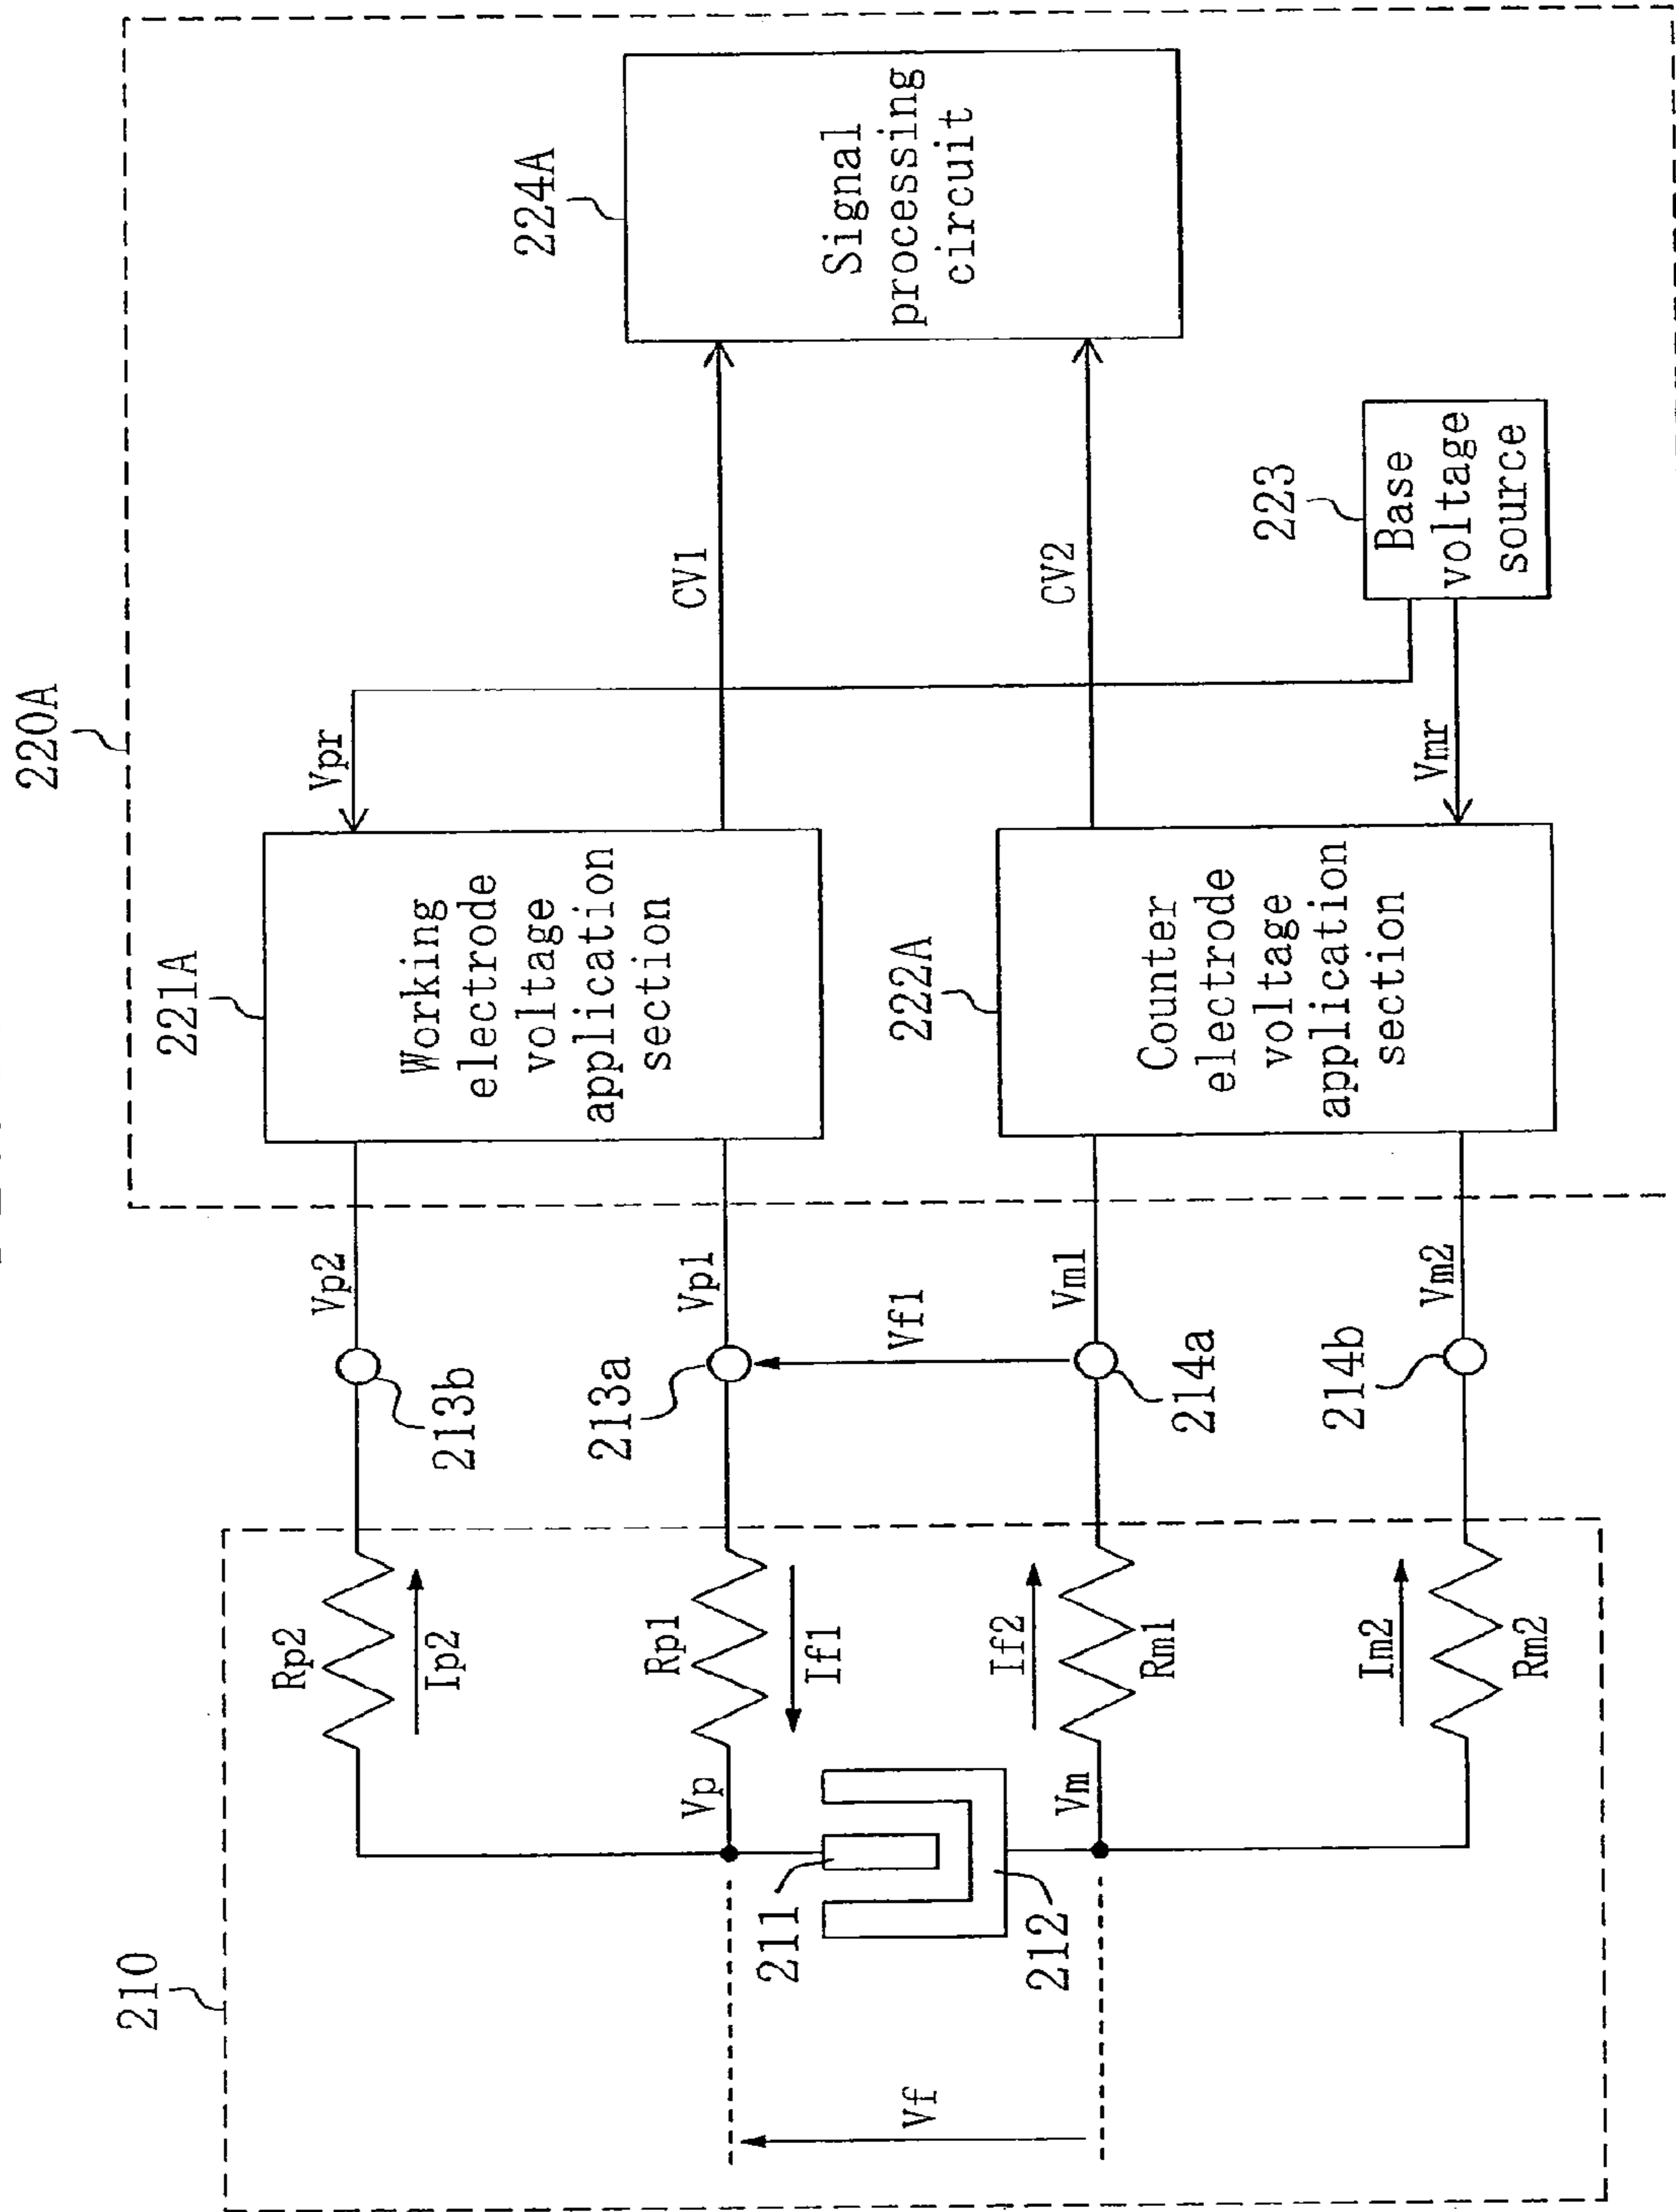 220A
221A
Working
electrode
voltage
application
section
222A
Counter
electrode
voltage
application
section
224A
Signal
processing
circuit
223
Base
voltage
source
Vpr
CV1
CV2
Vmr
Vp2
Vp1
Vf1
Vm1
Vm2
213b
213a
214a
214b
210
Rp2
Ip2
Rp1
If1
If2
Rm1
Im2
Rm2
Vp
Vm
211
212
Vf